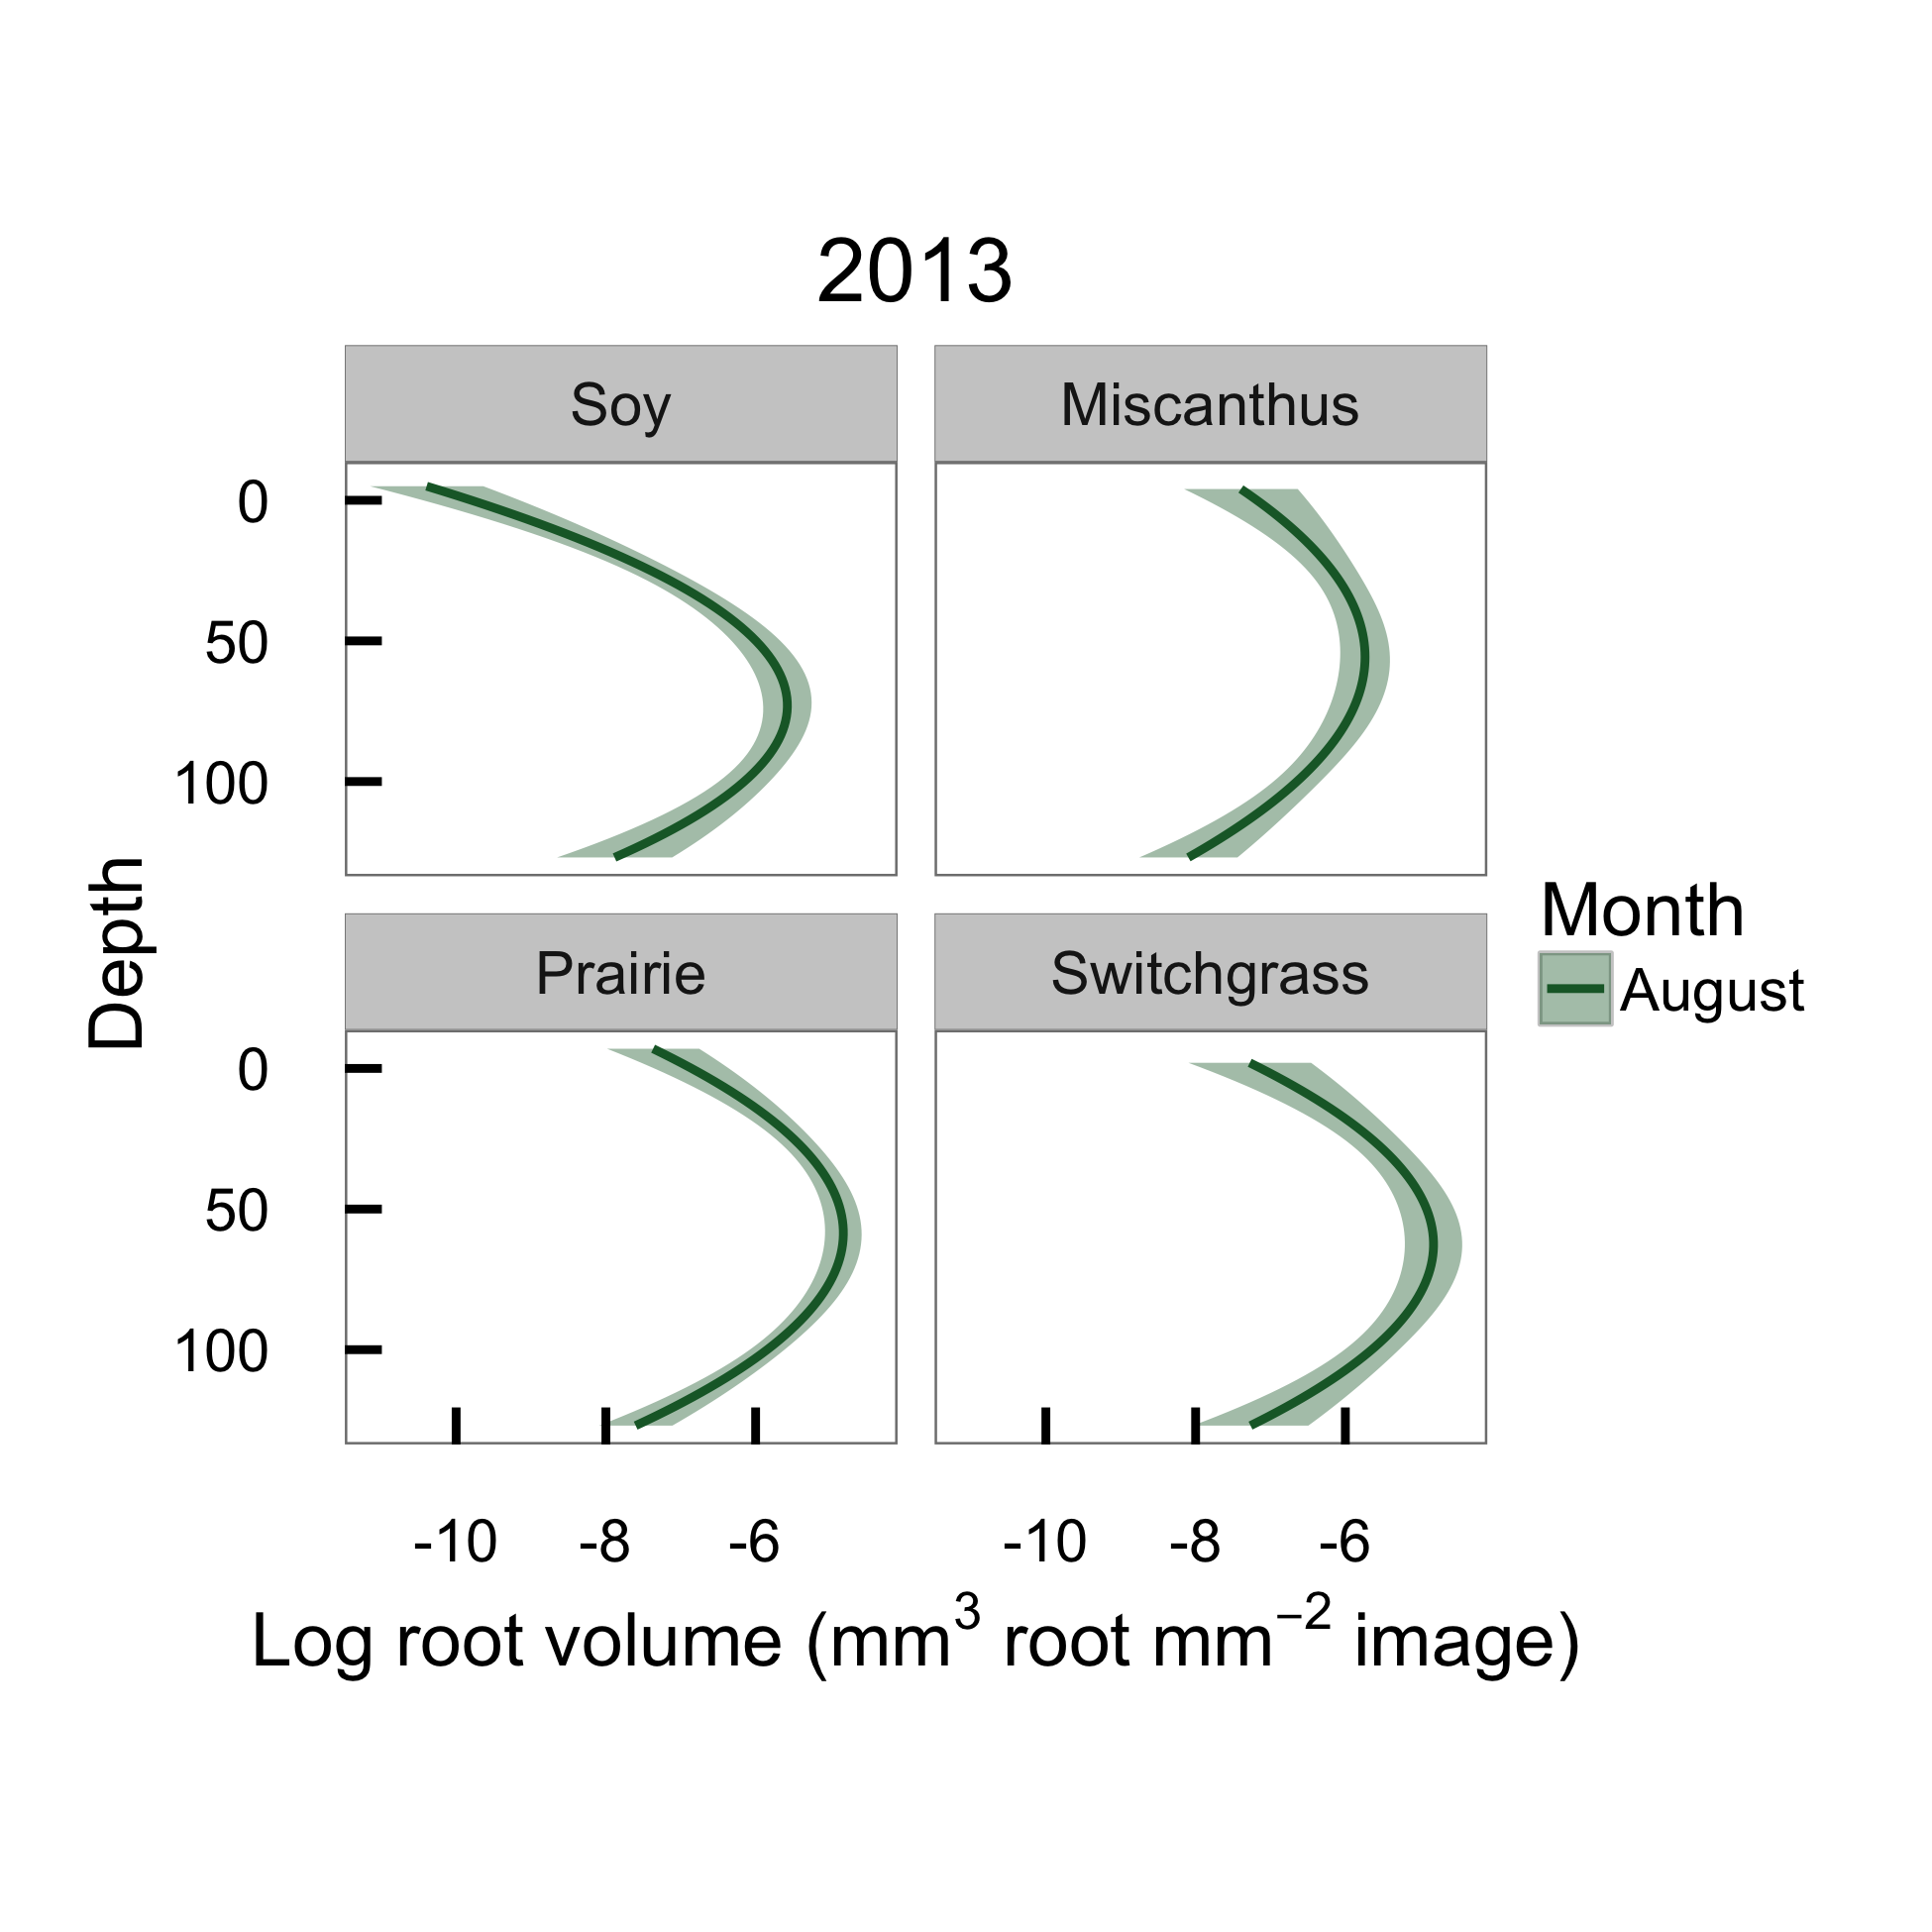 2013
Soy
Miscanthus
0
50
100
Depth
Prairie
Switchgrass
0
50
100
Month
August
-10
-8
-6
-10
-8
-6
Log root volume (mm³ root mm⁻² image)